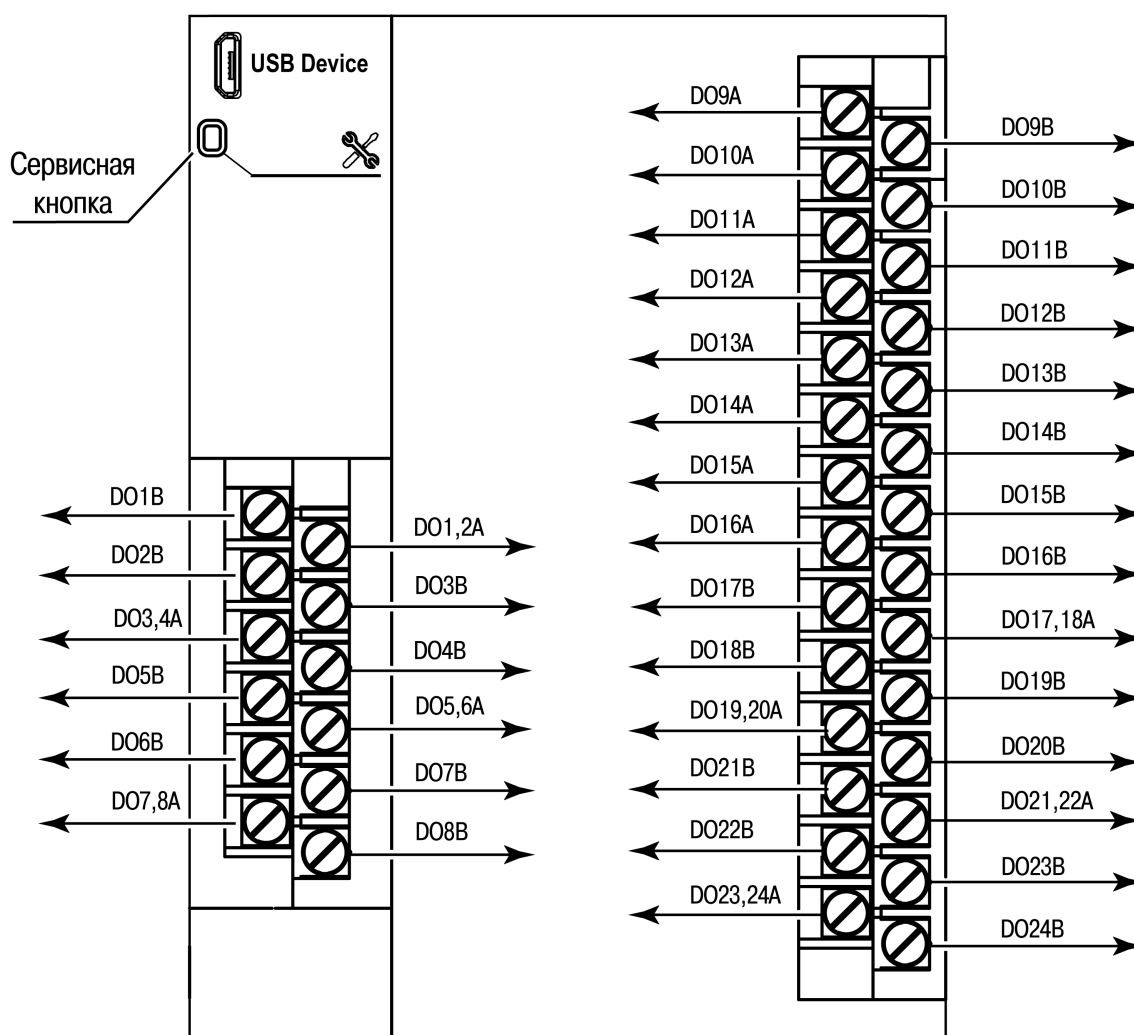 USB Device
Сервисная
кнопка
DO1B
DO2B
DO3,4A
DO5B
DO6B
DO7,8A
DO1,2A
DO3B
DO4B
DO5,6A
DO7B
DO8B
DO9A
DO10A
DO11A
DO12A
DO13A
DO14A
DO15A
DO16A
DO17B
DO18B
DO19,20A
DO21B
DO22B
DO23,24A
DO9B
DO10B
DO11B
DO12B
DO13B
DO14B
DO15B
DO16B
DO17,18A
DO19B
DO20B
DO21,22A
DO23B
DO24B